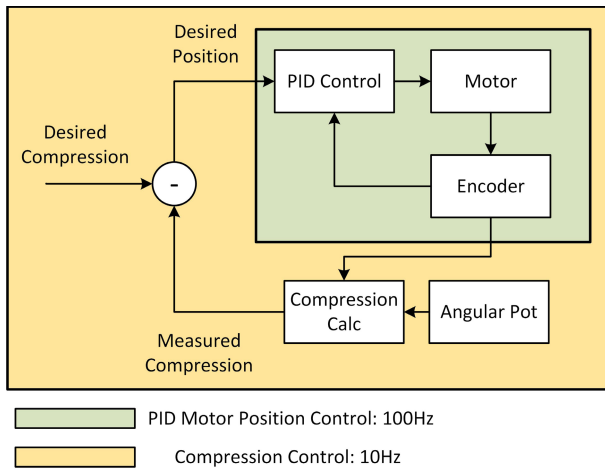 Desired
Position
PID Control
Motor
Desired
Compression
-
Encoder
Compression
Calc
Angular Pot
Measured
Compression
PID Motor Position Control: 100Hz
Compression Control: 10Hz